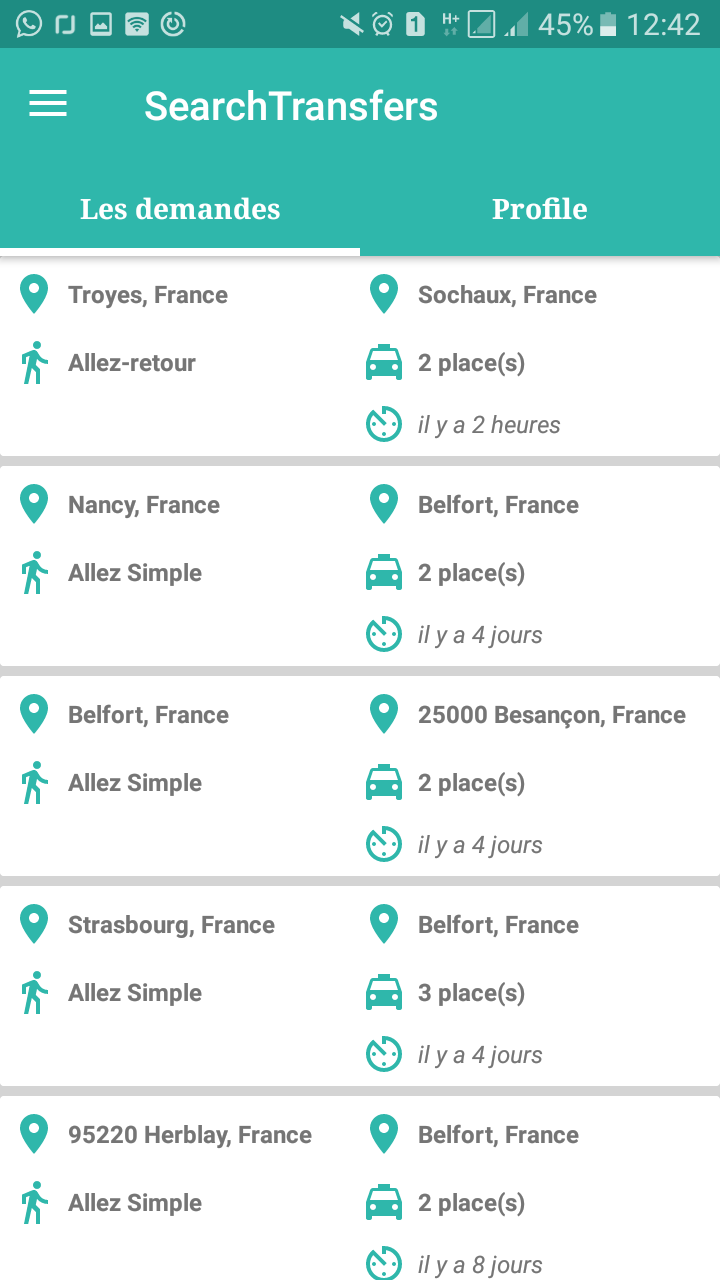 1 H+ 45% 12:42
SearchTransfers
Les demandes Profile
Troyes, France Sochaux, France
Allez-retour 2 place(s)
il y a 2 heures
Nancy, France Belfort, France
Allez Simple 2 place(s)
il y a 4 jours
Belfort, France 25000 Besançon, France
Allez Simple 2 place(s)
il y a 4 jours
Strasbourg, France Belfort, France
Allez Simple 3 place(s)
il y a 4 jours
95220 Herblay, France Belfort, France
Allez Simple 2 place(s)
il y a 8 jours